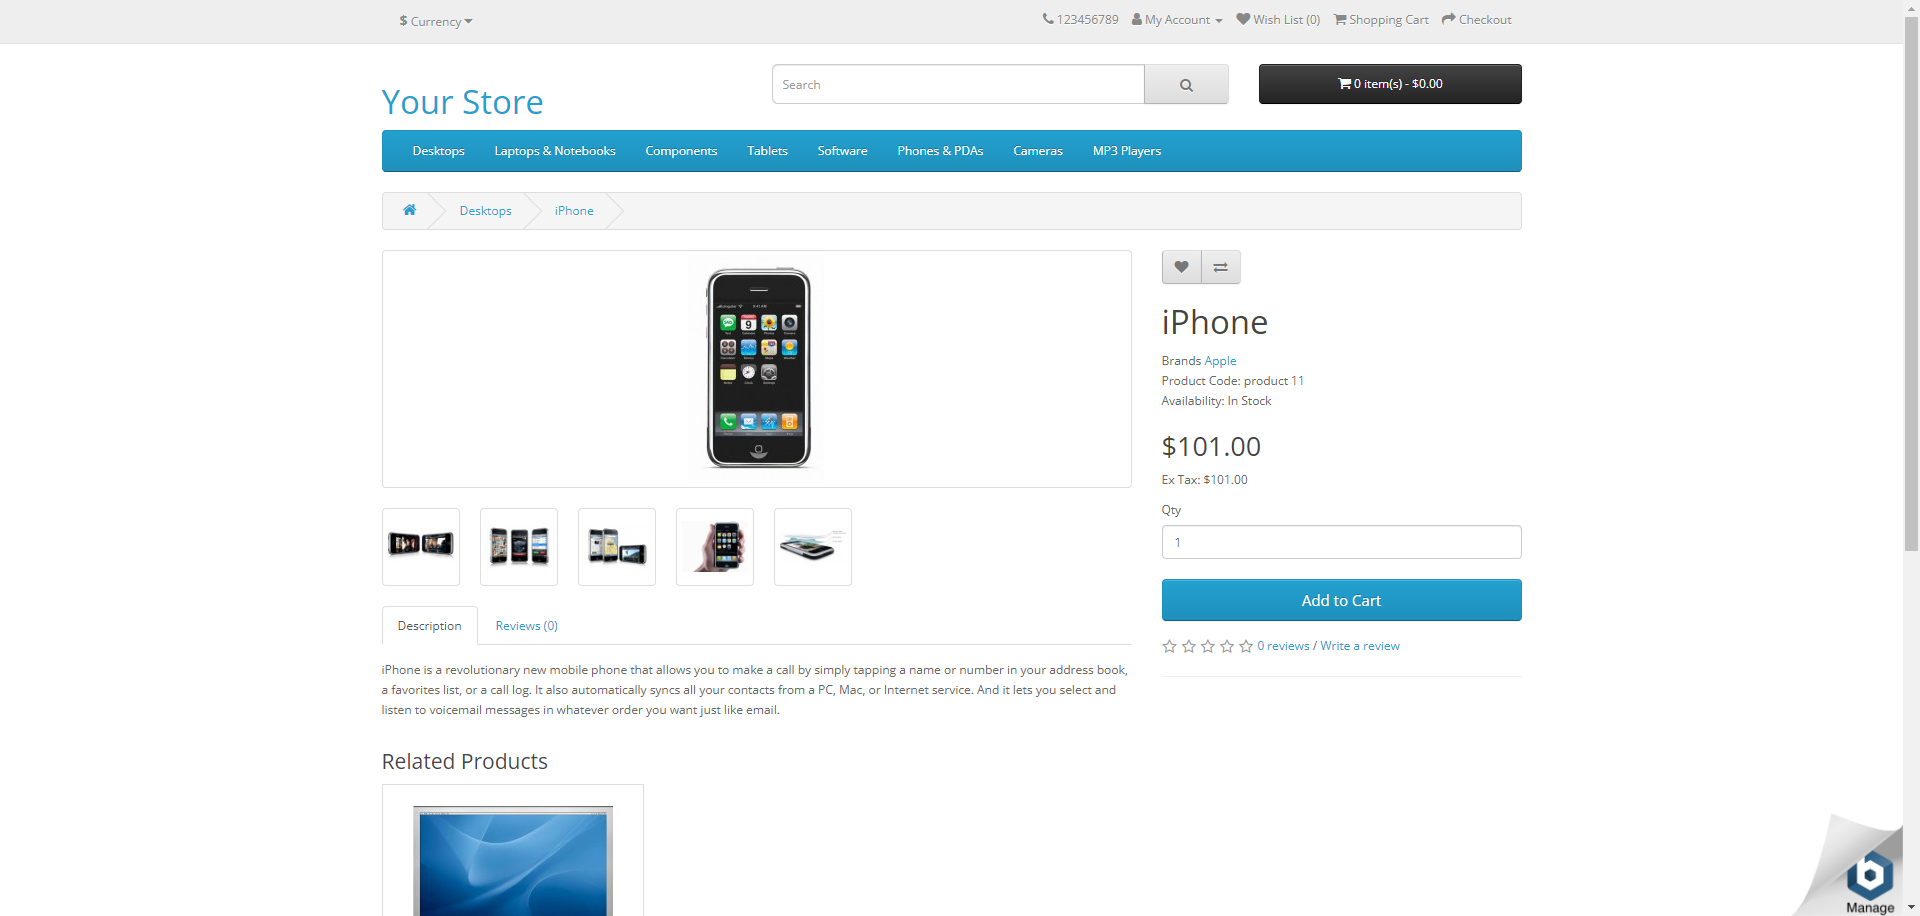 $ Currency
123456789 My Account Wish List (0) Shopping Cart Checkout
Your Store
Search
0 item(s) - $0.00
Desktops Laptops & Notebooks Components Tablets Software Phones & PDAs Cameras MP3 Players
Desktops iPhone
iPhone
Brands Apple
Product Code: product 11
Availability: In Stock
$101.00
Ex Tax: $101.00
Qty
1
Add to Cart
0 reviews / Write a review
Description Reviews (0)
iPhone is a revolutionary new mobile phone that allows you to make a call by simply tapping a name or number in your address book,
a favorites list, or a call log. It also automatically syncs all your contacts from a PC, Mac, or Internet service. And it lets you select and
listen to voicemail messages in whatever order you want just like email.
Related Products
Manage